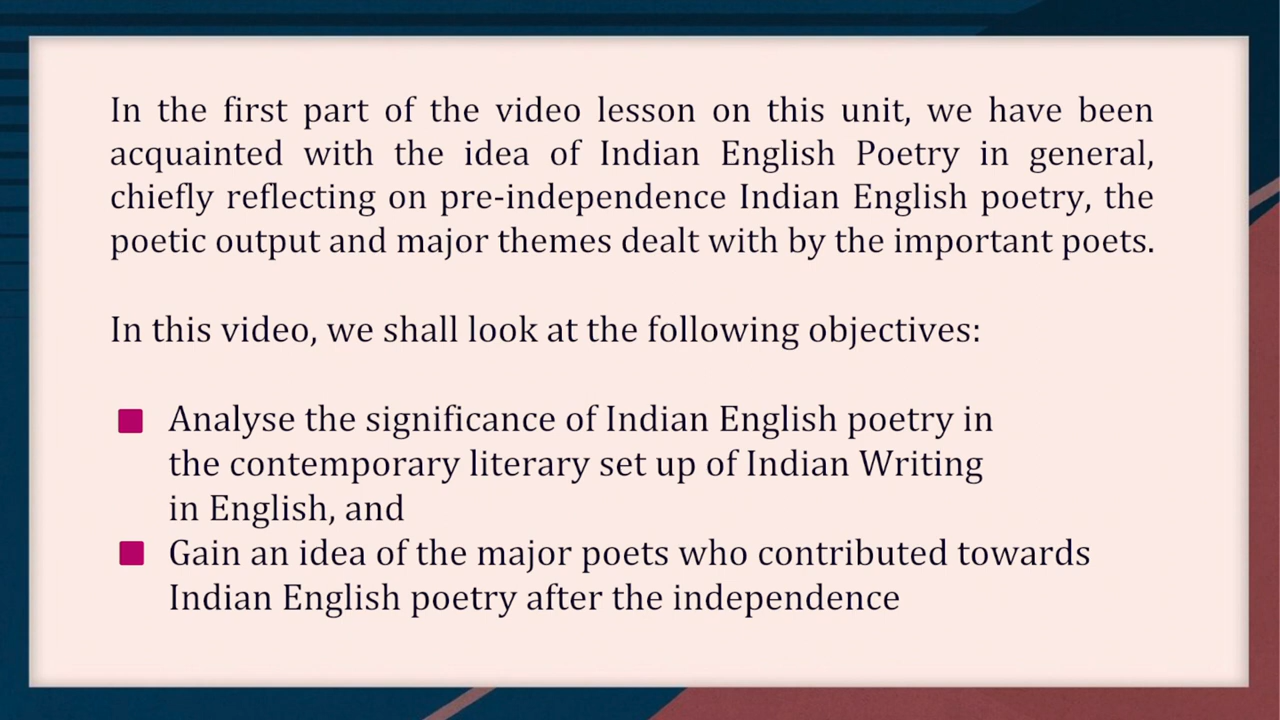 In the first part of the video lesson on this unit, we have been
acquainted with the idea of Indian English Poetry in general,
chiefly reflecting on pre-independence Indian English poetry, the
poetic output and major themes dealt with by the important poets.
In this video, we shall look at the following objectives:
Analyse the significance of Indian English poetry in
the contemporary literary set up of Indian Writing
in English, and
Gain an idea of the major poets who contributed towards
Indian English poetry after the independence